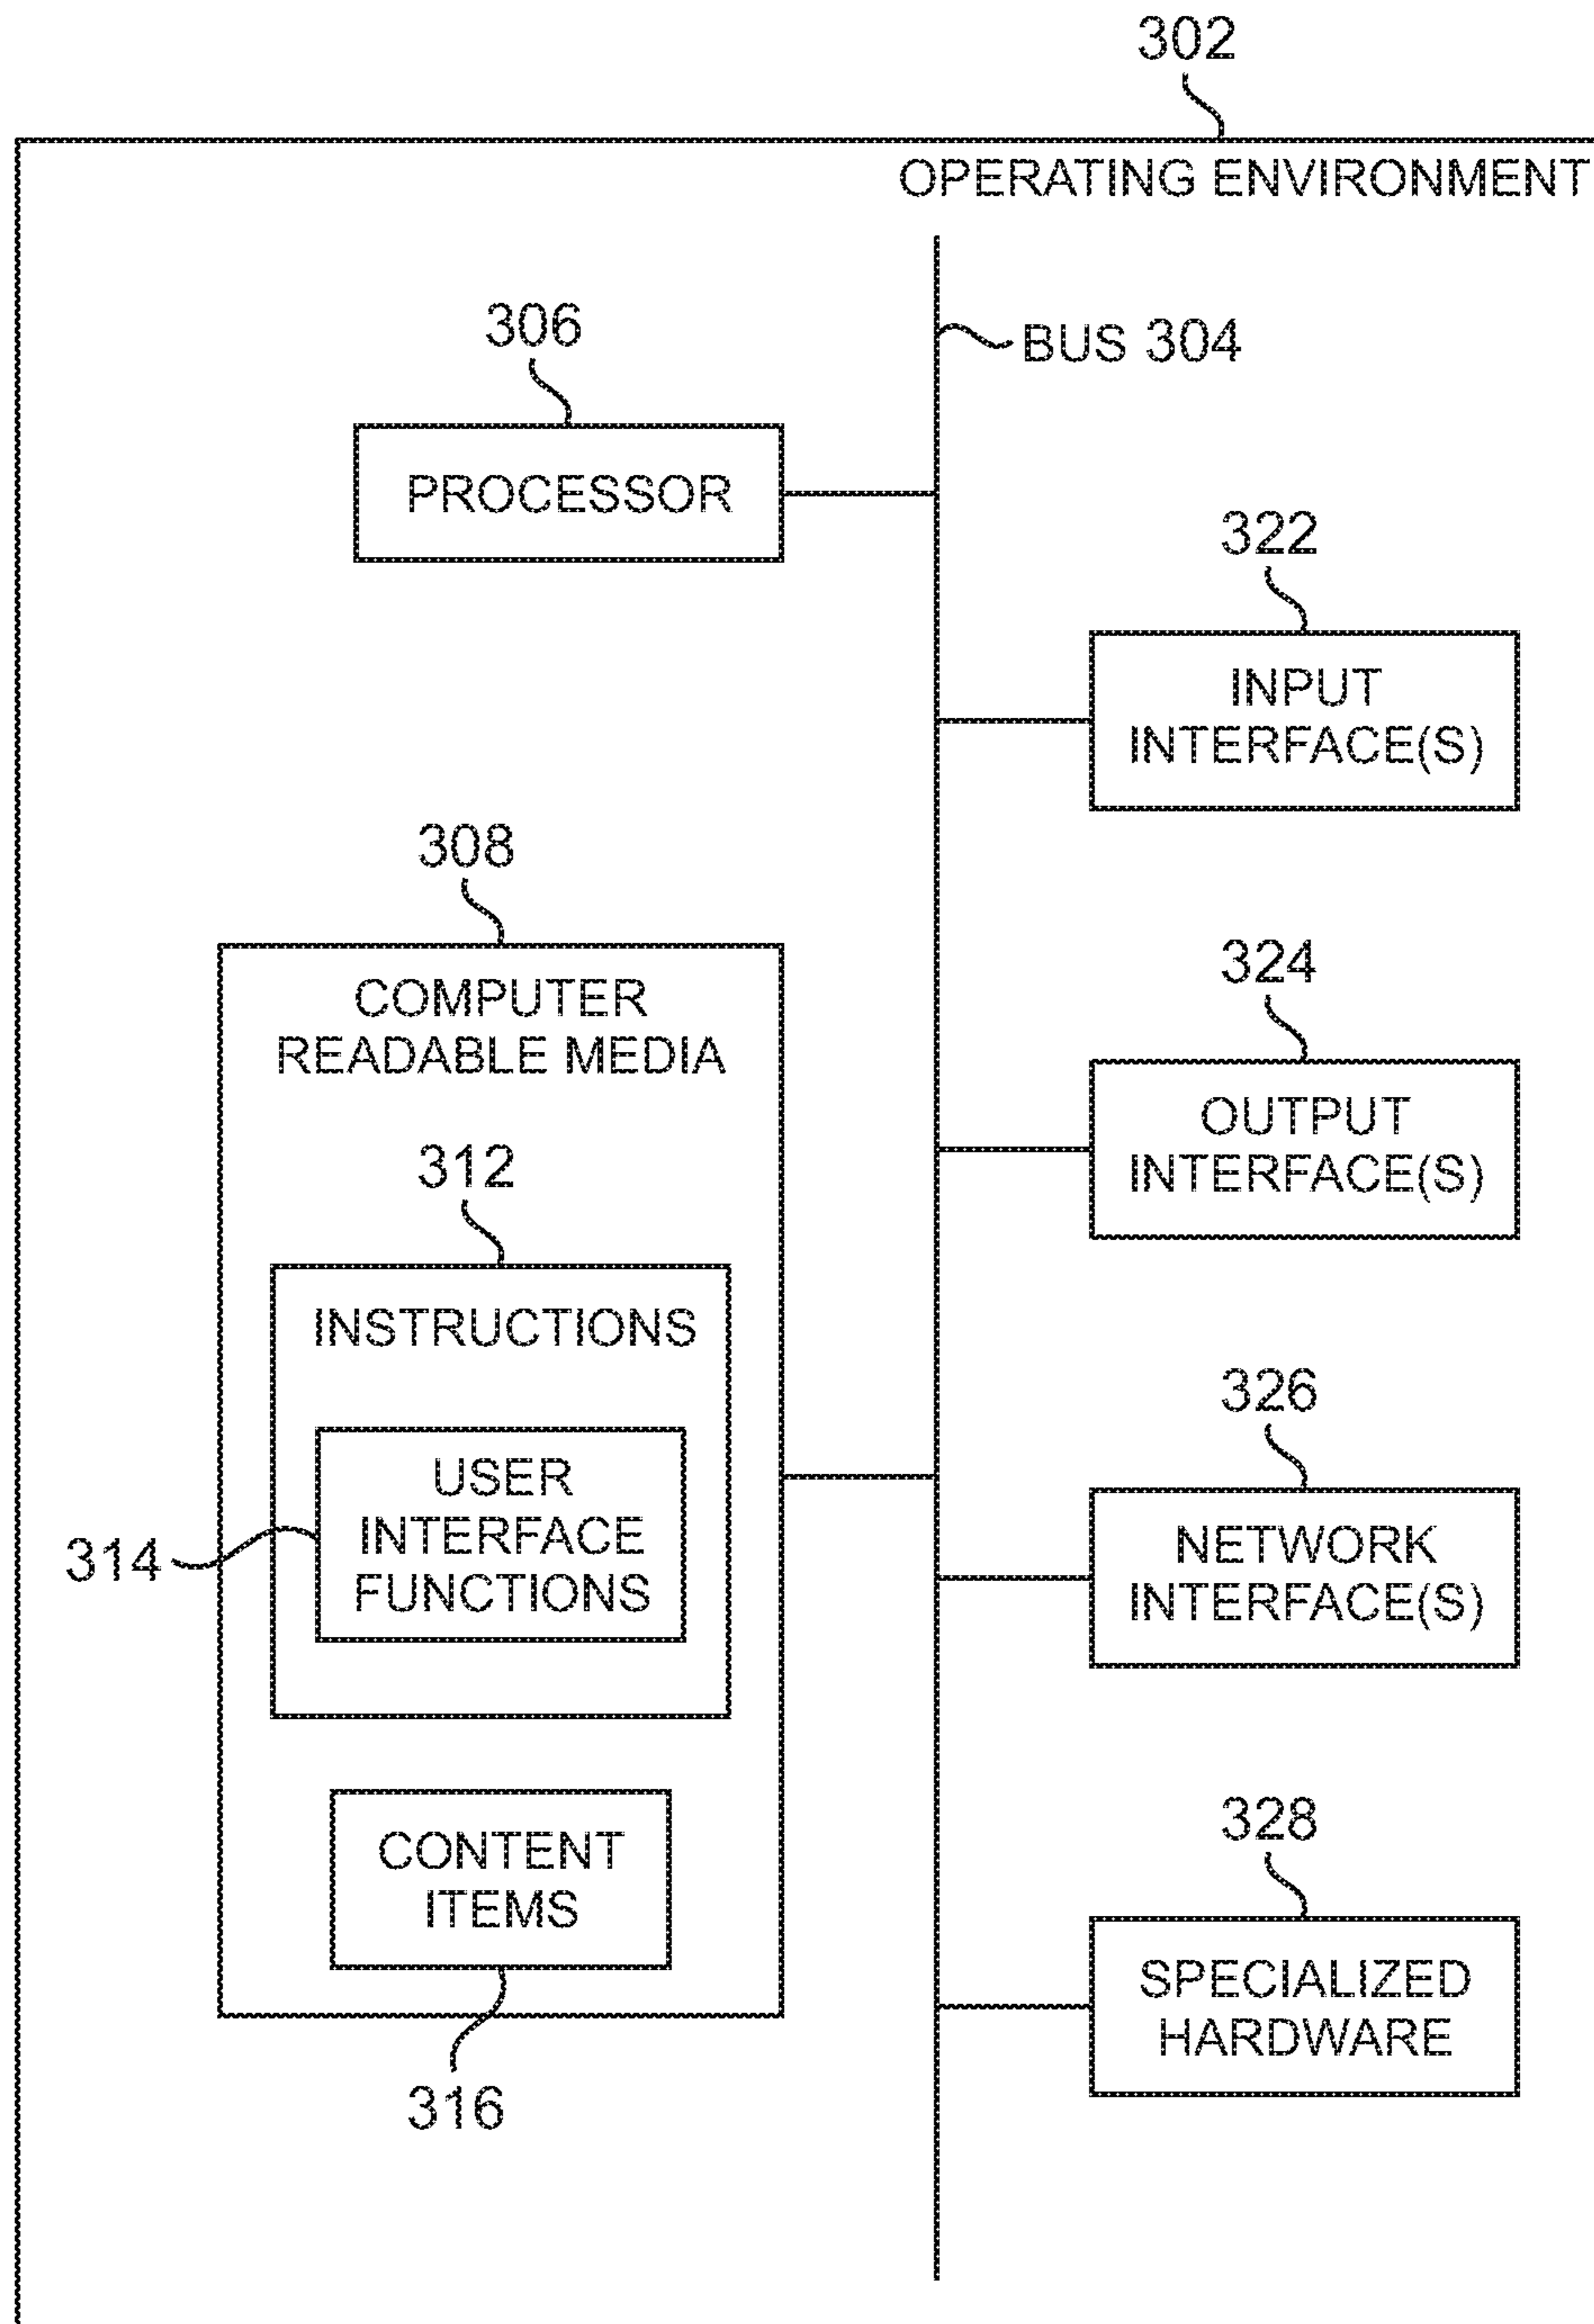 302
OPERATING ENVIRONMENT
BUS 304
306
PROCESSOR
322
INPUT
INTERFACE(S)
308
COMPUTER
READABLE MEDIA
324
OUTPUT
INTERFACE(S)
312
INSTRUCTIONS
314
USER
INTERFACE
FUNCTIONS
326
NETWORK
INTERFACE(S)
CONTENT
ITEMS
316
328
SPECIALIZED
HARDWARE